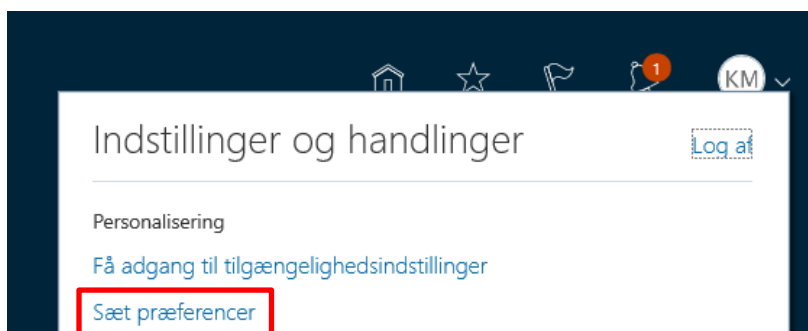 1
KM
Indstillinger og handlinger
Log af
Personalisering
Få adgang til tilgængelighedsindstillinger
Sæt præferencer